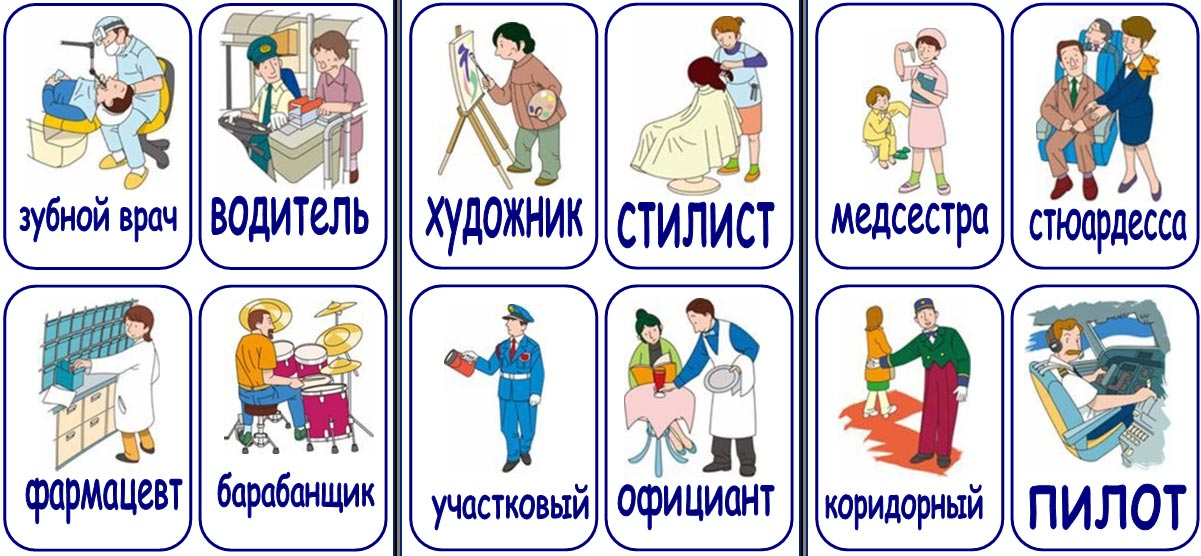 зубной врач
водитель
художник
стилист
медсестра
стюардесса
фармацевт
барабанщик
участковый
официант
коридорный
пилот